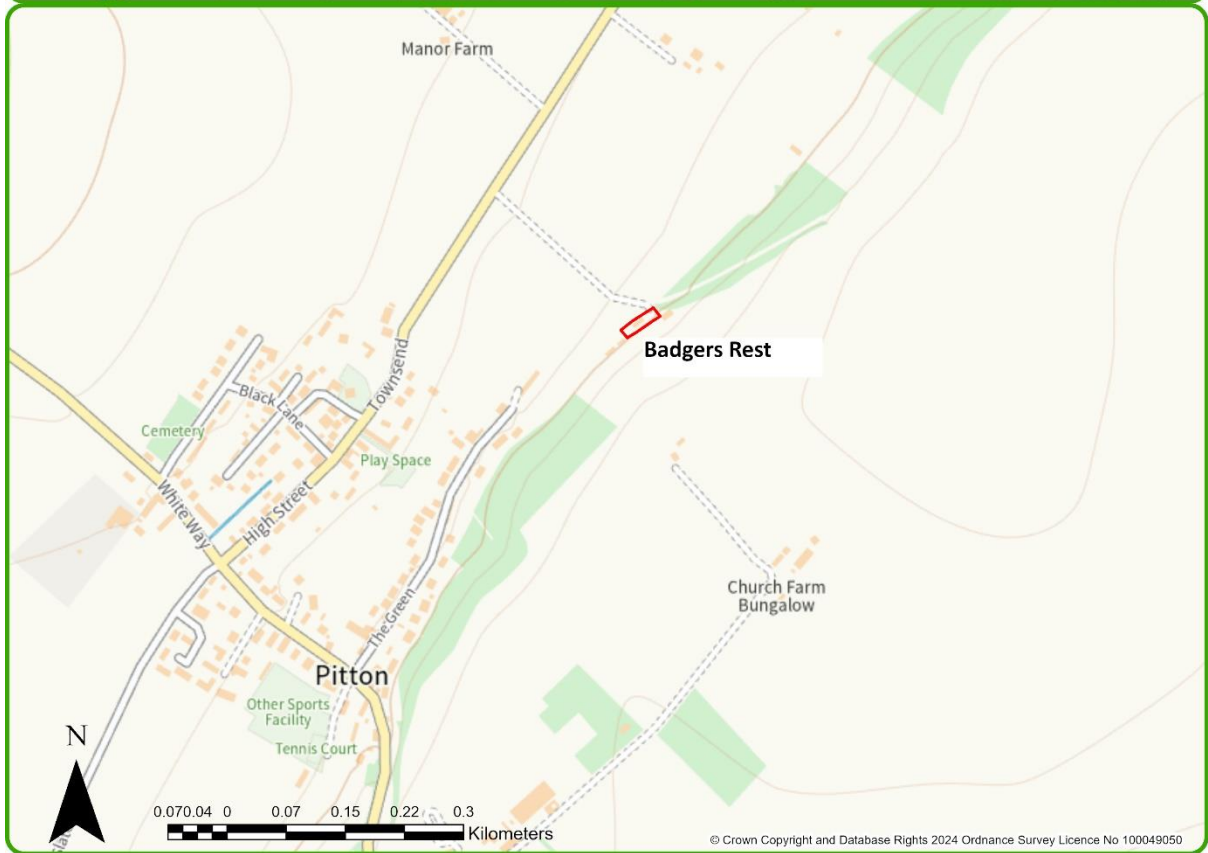 Manor Farm
Badgers Rest
Townsend
Black Lane
Cemetery
Play Space
White Way
High Street
Church Farm
Bungalow
The Green
Pitton
Other Sports
Facility
Tennis Court
N
0.070.04 0 0.07 0.15 0.22 0.3
Kilometers
© Crown Copyright and Database Rights 2024 Ordnance Survey Licence No 100049050